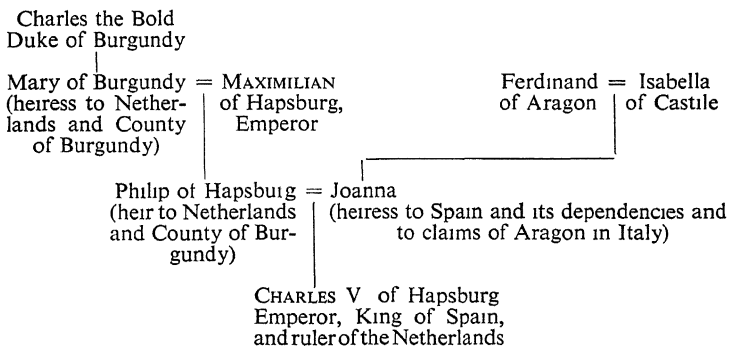 Charles the Bold
Duke of Burgundy
Mary of Burgundy = MAXIMILIAN
(heiress to Nether-
lands and County
of Burgundy)
of Hapsburg,
Emperor
Ferdinand = Isabella
of Aragon
of Castile
Philip of Hapsburg = Joanna
(heir to Netherlands
and County of Bur-
gundy)
(heiress to Spain and its dependencies and
to claims of Aragon in Italy)
CHARLES V of Hapsburg
Emperor, King of Spain,
and ruler of the Netherlands